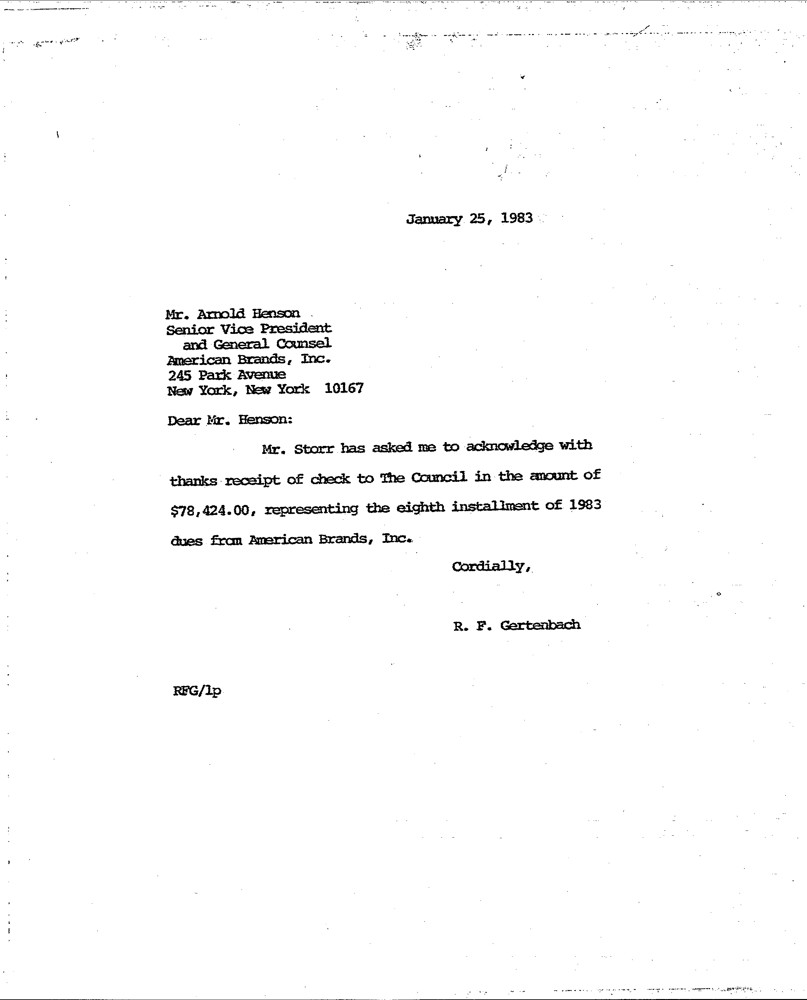 January 25, 1983
Mr. Arnold Henson
Senior Vice President
and General Counsel
American Brands, Inc.
245 Park Avenue
New York, New York 10167
Dear Mr. Henson:
Mr. Storr has asked me to acknowledge with
thanks receipt of check to The Council in the amount of
$78,424.00, representing the eighth installment of 1983
dues from American Brands, Inc.
Cordially,
R. F. Gertenbach
RFG/lp